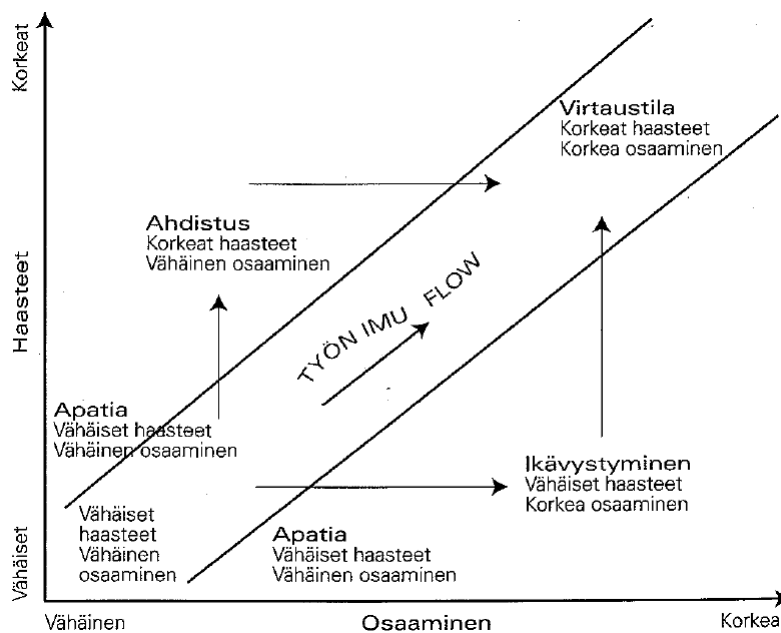 Korkeat
Haasteet
Vähäiset
Virtaustila
Korkeat haasteet
Korkea osaaminen
Ahdistus
Korkeat haasteet
Vähäinen osaaminen
TYÖN IMU FLOW
Apatia
Vähäiset haasteet
Vähäinen osaaminen
Ikävystyminen
Vähäiset haasteet
Korkea osaaminen
Vähäiset
haasteet
Vähäinen
osaaminen
Apatia
Vähäiset haasteet
Vähäinen osaaminen
Vähäinen
Osaaminen
Korkea